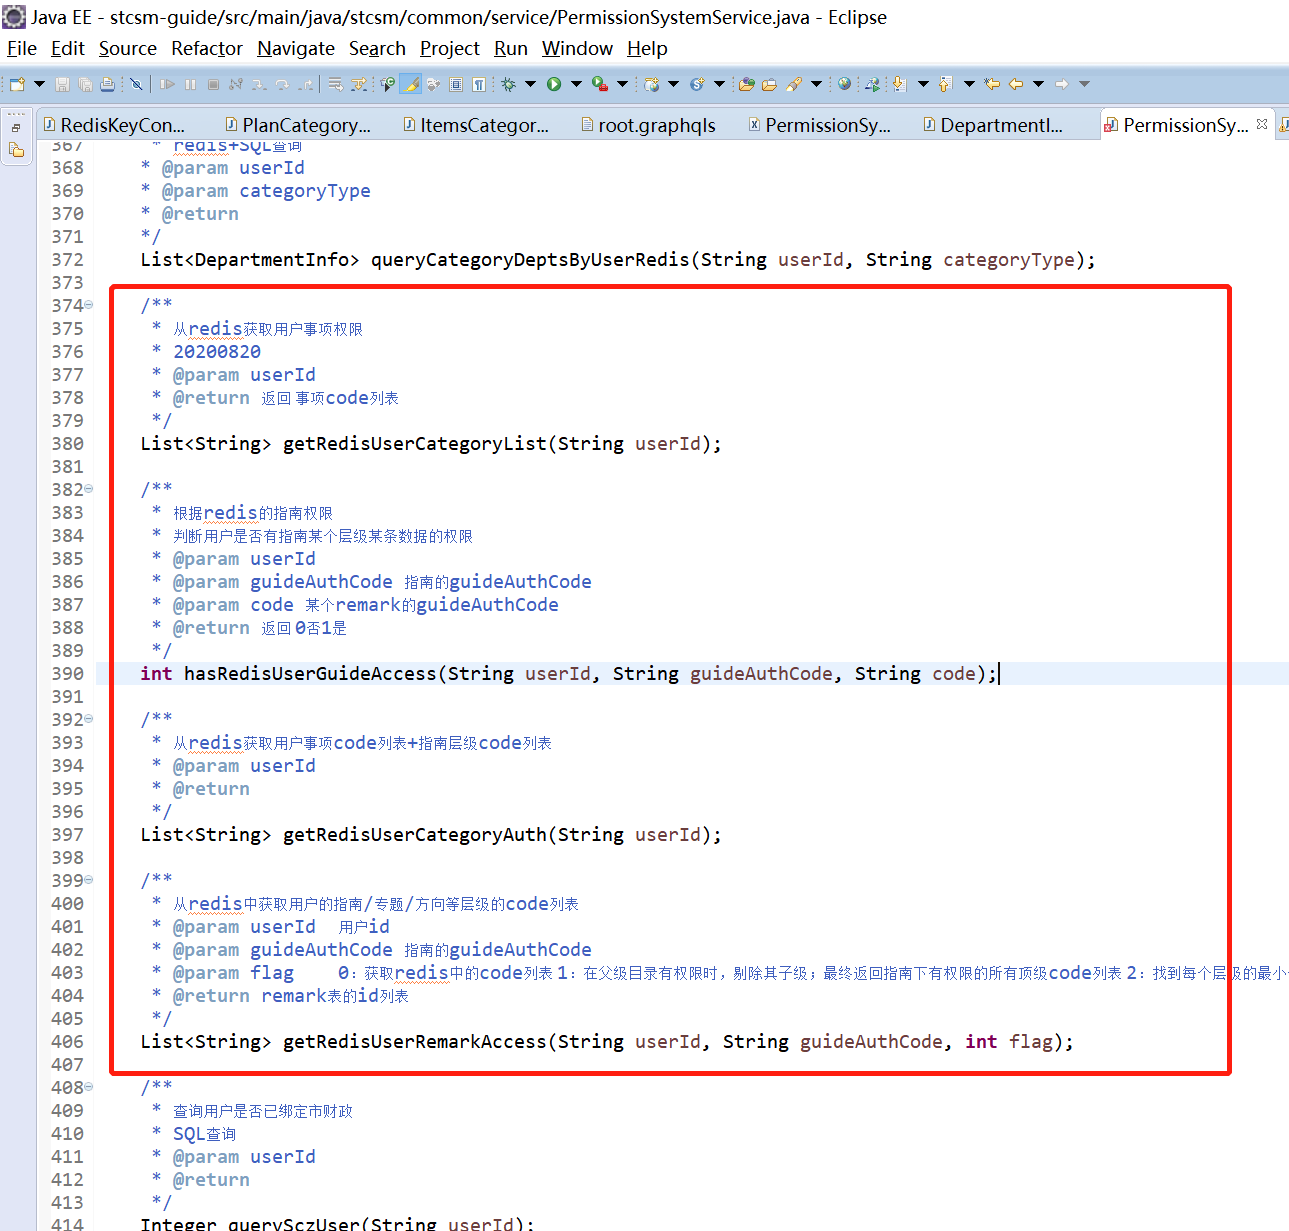 Java EE - stcsm-guide/src/main/java/stcsm/common/service/PermissionSystemService.java - Eclipse
File Edit Source Refactor Navigate Search Project Run Window Help
RedisKeyCon... PlanCategory... ItemsCategor... root.graphqls PermissionSy... DepartmentI... PermissionSy...
367 * redis+SQL查询
368 * @param userId
369 * @param categoryType
370 * @return
371 */
372 List<DepartmentInfo> queryCategoryDeptsByUserRedis(String userId, String categoryType);
373
374 /**
375 * 从redis获取用户事项权限
376 * 20200820
377 * @param userId
378 * @return 返回 事项code列表
379 */
380 List<String> getRedisUserCategoryList(String userId);
381
382 /**
383 * 根据redis的指南权限
384 * 判断用户是否有指南某个层级某条数据的权限
385 * @param userId
386 * @param guideAuthCode 指南的guideAuthCode
387 * @param code 某个remark的guideAuthCode
388 * @return 返回 0否1是
389 */
390 int hasRedisUserGuideAccess(String userId, String guideAuthCode, String code);
391
392 /**
393 * 从redis获取用户事项code列表+指南层级code列表
394 * @param userId
395 * @return
396 */
397 List<String> getRedisUserCategoryAuth(String userId);
398
399 /**
400 * 从redis中获取用户的指南/专题/方向等层级的code列表
401 * @param userId 用户id
402 * @param guideAuthCode 指南的guideAuthCode
403 * @param flag 0：获取redis中的code列表 1：在父级目录有权限时，剔除其子级；最终返回指南下有权限的所有顶级code列表 2：找到每个层级的最小
404 * @return remark表的id列表
405 */
406 List<String> getRedisUserRemarkAccess(String userId, String guideAuthCode, int flag);
407
408 /**
409 * 查询用户是否已绑定市财政
410 * SQL查询
411 * @param userId
412 * @return
413 */
414 Integer querySczUser(String userId);